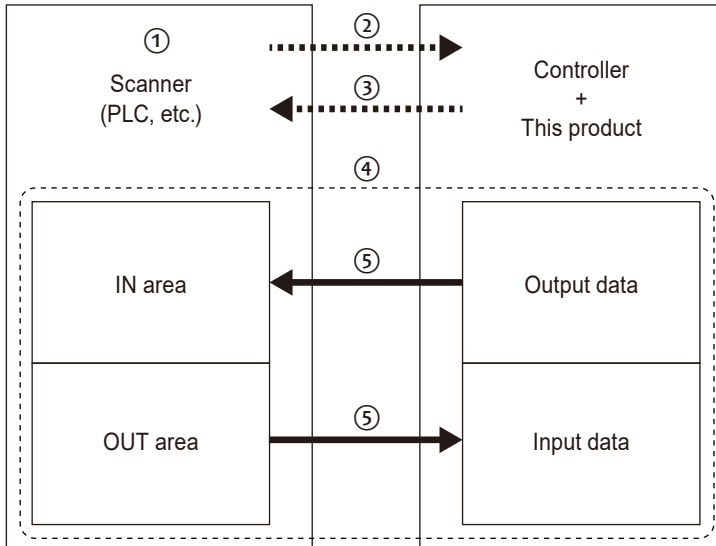 ①
②
Scanner
(PLC, etc.)
③
Controller
+
This product
④
IN area
⑤
Output data
OUT area
⑤
Input data